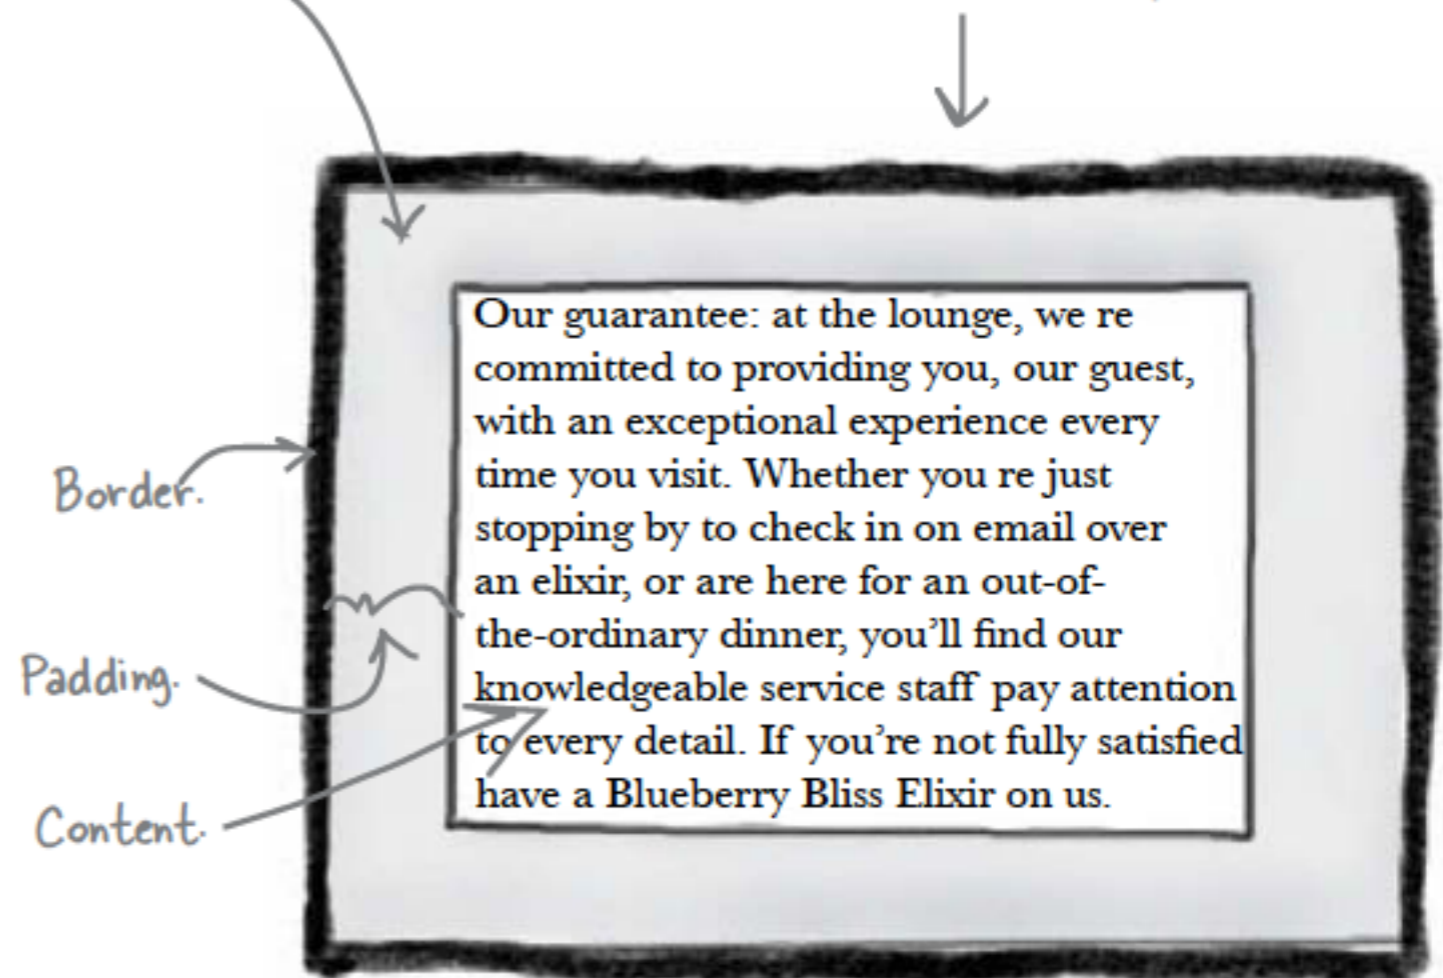 Our guarantee: at the lounge, we re
committed to providing you, our guest,
with an exceptional experience every
time you visit. Whether you re just
stopping by to check in on email over
an elixir, or are here for an out-of-
the-ordinary dinner, you’ll find our
knowledgeable service staff pay attention
to every detail. If you’re not fully satisfied
have a Blueberry Bliss Elixir on us.
Border.
Padding.
Content.